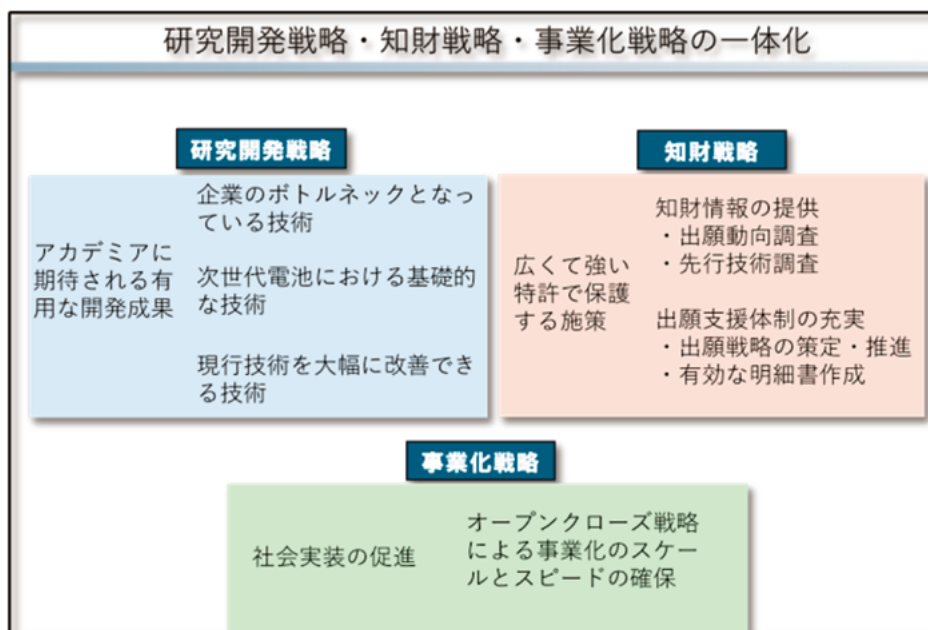 研究開発戦略・知財戦略・事業化戦略の一体化
研究開発戦略
アカデミアに
期待される有
用な開発成果
企業のボトルネックとなっ
ている技術
次世代電池における基礎的
な技術
現行技術を大幅に改善でき
る技術
知財戦略
広くて強い
特許で保護
する施策
知財情報の提供
・出願動向調査
・先行技術調査
出願支援体制の充実
・出願戦略の策定・推進
・有効な明細書作成
事業化戦略
社会実装の促進
オープンクローズ戦略
による事業化のスケー
ルとスピードの確保